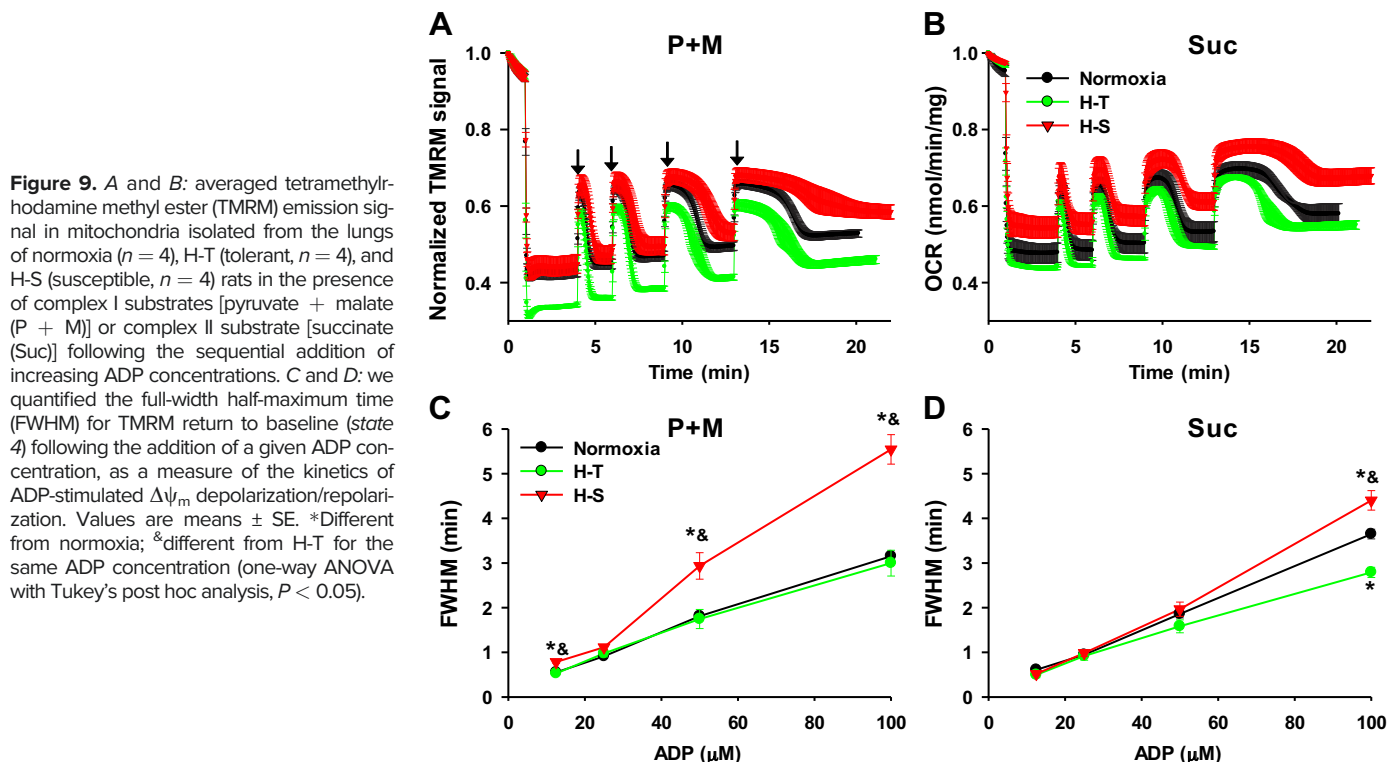 Figure 9. A and B: averaged tetramethylr-
hodamine methyl ester (TMRM) emission sig-
nal in mitochondria isolated from the lungs
of normoxia (n = 4), H-T (tolerant, n = 4), and
H-S (susceptible, n = 4) rats in the presence
of complex I substrates [pyruvate + malate
(P + M)] or complex II substrate [succinate
(Suc)] following the sequential addition of
increasing ADP concentrations. C and D: we
quantified the full-width half-maximum time
(FWHM) for TMRM return to baseline (state
4) following the addition of a given ADP con-
centration, as a measure of the kinetics of
ADP-stimulated Δψm depolarization/repolari-
zation. Values are means ± SE. *Different
from normoxia; &different from H-T for the
same ADP concentration (one-way ANOVA
with Tukey's post hoc analysis, P < 0.05).
A
P+M
Normalized TMRM signal
1.0
0.8
0.6
0.4
0 5 10 15 20
Time (min)
B
Suc
Normoxia
H-T
H-S
OCR (nmol/min/mg)
1.0
0.8
0.6
0.4
0 5 10 15 20
Time (min)
C
P+M
Normoxia
H-T
H-S
*&
*&
*&
FWHM (min)
6
5
4
3
2
1
0
0 20 40 60 80 100
ADP (μM)
D
Suc
*&
*
FWHM (min)
6
5
4
3
2
1
0
0 20 40 60 80 100
ADP (μM)